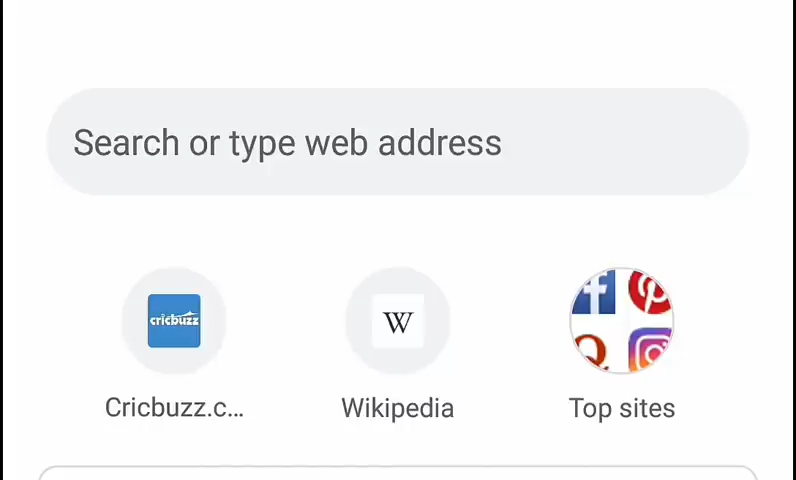 Search or type web address
cricbuzz
W
Cricbuzz.c...
Wikipedia
Top sites